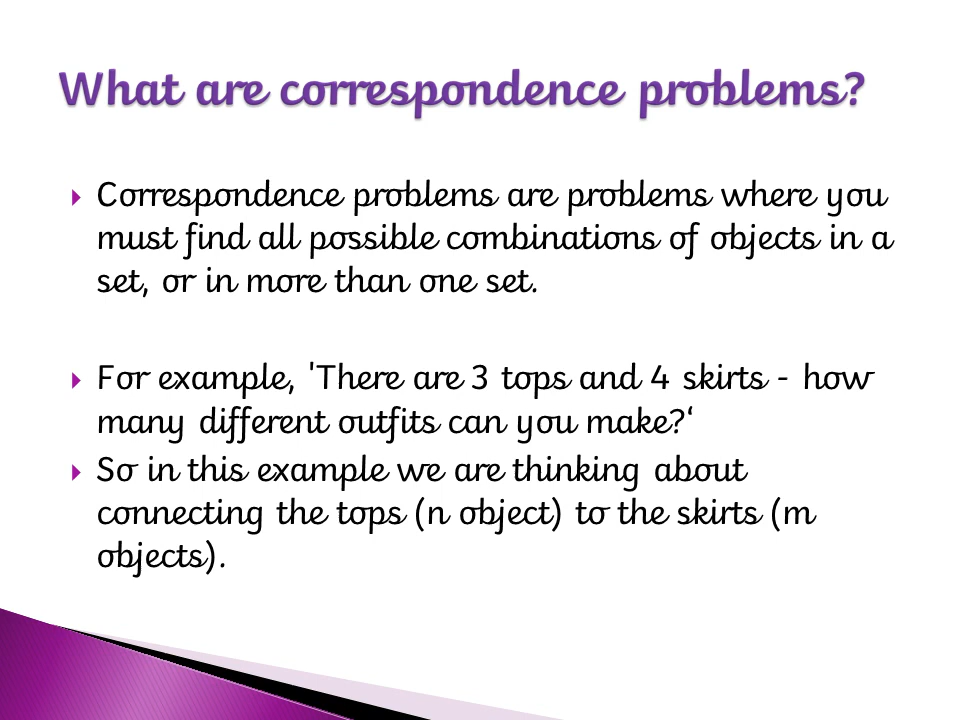 What are correspondence problems?
Correspondence problems are problems where you
must find all possible combinations of objects in a
set, or in more than one set.
For example, 'There are 3 tops and 4 skirts - how
many different outfits can you make?‘
So in this example we are thinking about
connecting the tops (n object) to the skirts (m
objects).